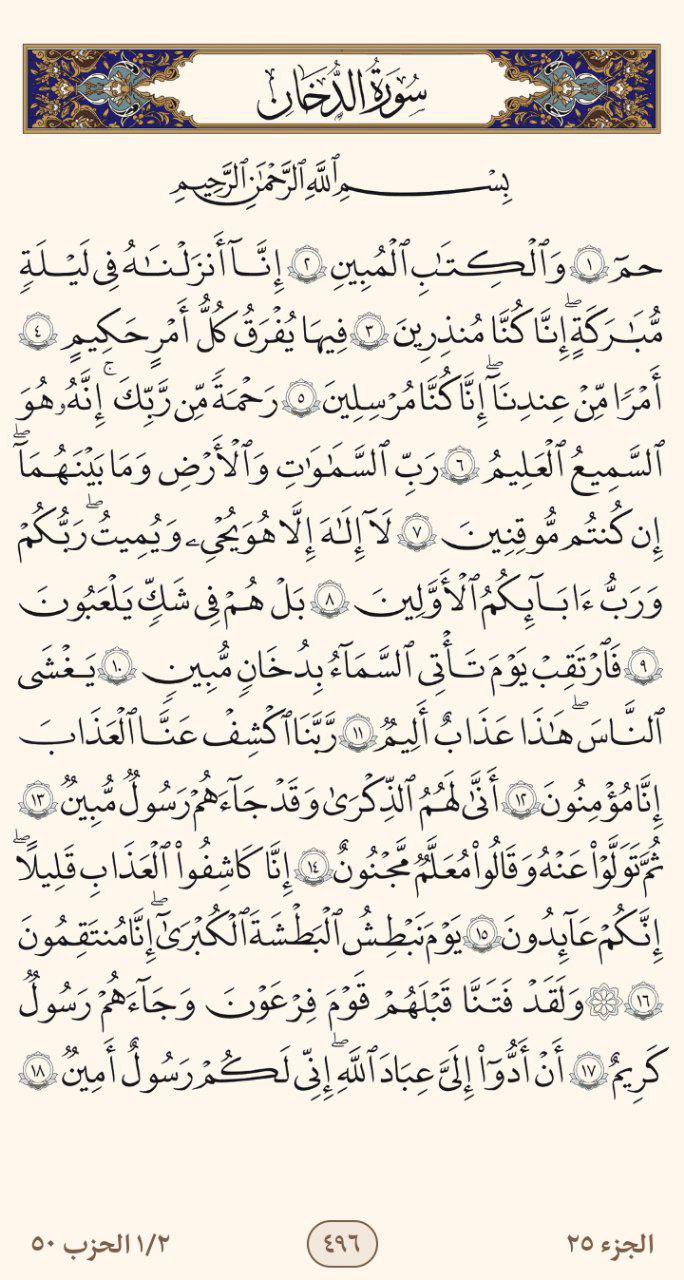 سُورَةُ الدُّخَانِ
بِسْمِ ٱللَّهِ ٱلرَّحْمَٰنِ ٱلرَّحِيمِ
حمٓ ١ وَٱلْكِتَٰبِ ٱلْمُبِينِ ٢ إِنَّآ أَنزَلْنَٰهُ فِى لَيْلَةٍ
مُّبَٰرَكَةٍ ۖ إِنَّا كُنَّا مُنذِرِينَ ٣ فِيهَا يُفْرَقُ كُلُّ أَمْرٍ حَكِيمٍ ٤
أَمْرًا مِّنْ عِندِنَآ ۖ إِنَّا كُنَّا مُرْسِلِينَ ٥ رَحْمَةً مِّن رَّبِّكَ ۚ إِنَّهُۥ هُوَ
ٱلسَّمِيعُ ٱلْعَلِيمُ ٦ رَبِّ ٱلسَّمَٰوَٰتِ وَٱلْأَرْضِ وَمَا بَيْنَهُمَآ ۖ
إِن كُنتُم مُّوقِنِينَ ٧ لَآ إِلَٰهَ إِلَّا هُوَ يُحْىِۦ وَيُمِيتُ ۖ رَبُّكُمْ
وَرَبُّ ءَابَآئِكُمُ ٱلْأَوَّلِينَ ٨ بَلْ هُمْ فِى شَكٍّ يَلْعَبُونَ
٩ فَٱرْتَقِبْ يَوْمَ تَأْتِى ٱلسَّمَآءُ بِدُخَانٍ مُّبِينٍ ١٠ يَغْشَى
ٱلنَّاسَ ۖ هَٰذَا عَذَابٌ أَلِيمٌ ١١ رَّبَّنَا ٱكْشِفْ عَنَّا ٱلْعَذَابَ
إِنَّا مُؤْمِنُونَ ١٢ أَنَّىٰ لَهُمُ ٱلذِّكْرَىٰ وَقَدْ جَآءَهُمْ رَسُولٌ مُّبِينٌ ١٣
ثُمَّ تَوَلَّوْا۟ عَنْهُ وَقَالُوا۟ مُعَلَّمٌ مَّجْنُونٌ ١٤ إِنَّا كَاشِفُوا۟ ٱلْعَذَابِ قَلِيلًا ۖ
إِنَّكُمْ عَآئِدُونَ ١٥ يَوْمَ نَبْطِشُ ٱلْبَطْشَةَ ٱلْكُبْرَىٰٓ ۖ إِنَّا مُنتَقِمُونَ
١٦ ۞ وَلَقَدْ فَتَنَّا قَبْلَهُمْ قَوْمَ فِرْعَوْنَ وَجَآءَهُمْ رَسُولٌ
كَرِيمٌ ١٧ أَنْ أَدُّوٓا۟ إِلَىَّ عِبَادَ ٱللَّهِ ۖ إِنِّى لَكُمْ رَسُولٌ أَمِينٌ ١٨
الجزء ٢٥ ٤٩٦ ١/٢ الحزب ٥٠